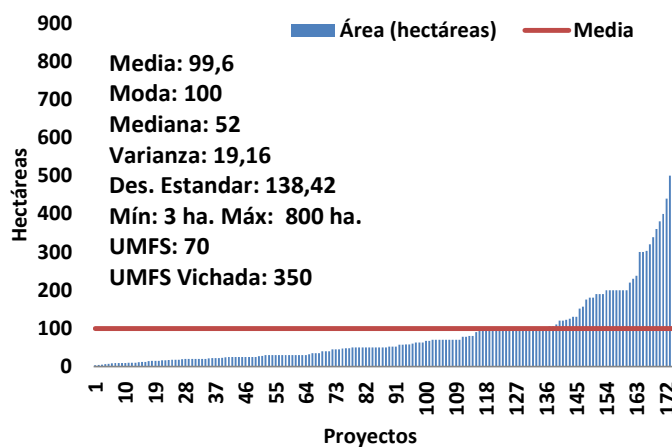 900
800
700
600
500
400
300
200
100
0
Hectáreas
Área (hectáreas)
Media
Media: 99,6
Moda: 100
Mediana: 52
Varianza: 19,16
Des. Estandar: 138,42
Mín: 3 ha. Máx: 800 ha.
UMFS: 70
UMFS Vichada: 350
1 10 19 28 37 46 55 64 73 82 91 100 109 118 127 136 145 154 163 172
Proyectos